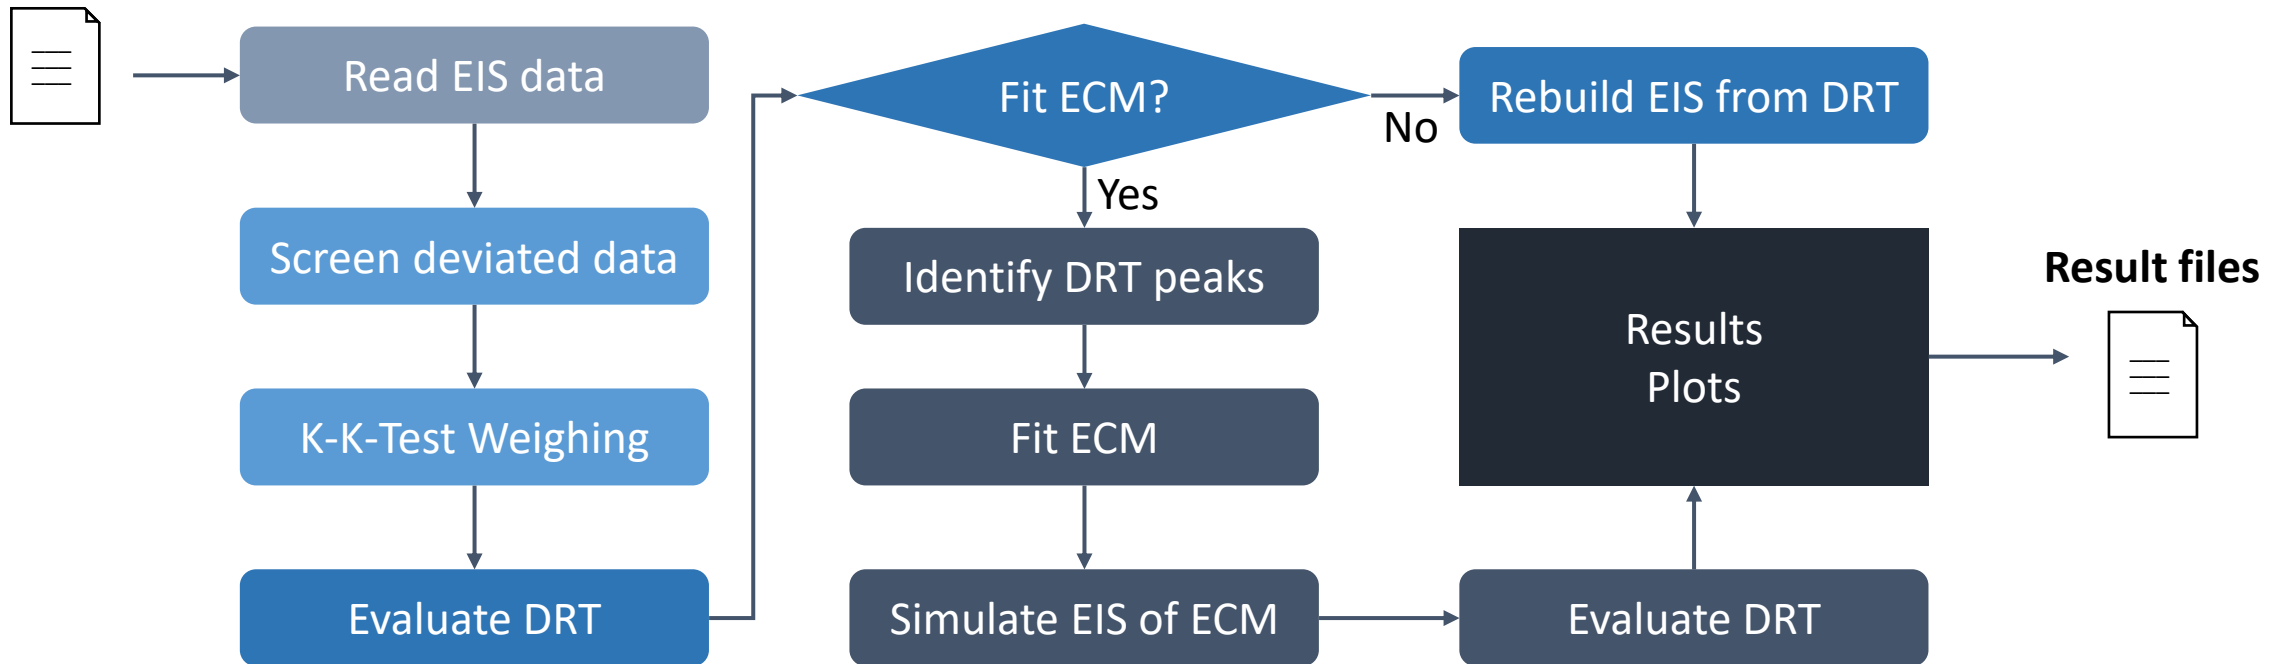 Read EIS data
Screen deviated data
K-K-Test Weighing
Evaluate DRT
Fit ECM?
No
Yes
Identify DRT peaks
Fit ECM
Simulate EIS of ECM
Evaluate DRT
Rebuild EIS from DRT
Results
Plots
Result files